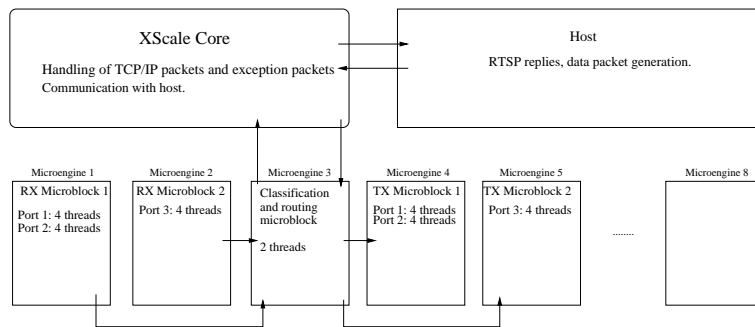 XScale Core
Handling of TCP/IP packets and exception packets
Communication with host.
Host
RTSP replies, data packet generation.
Microengine 1
RX Microblock 1
Port 1: 4 threads
Port 2: 4 threads
Microengine 2
RX Microblock 2
Port 3: 4 threads
Microengine 3
Classification
and routing
microblock
2 threads
Microengine 4
TX Microblock 1
Port 1: 4 threads
Port 2: 4 threads
Microengine 5
TX Microblock 2
Port 3: 4 threads
........
Microengine 8